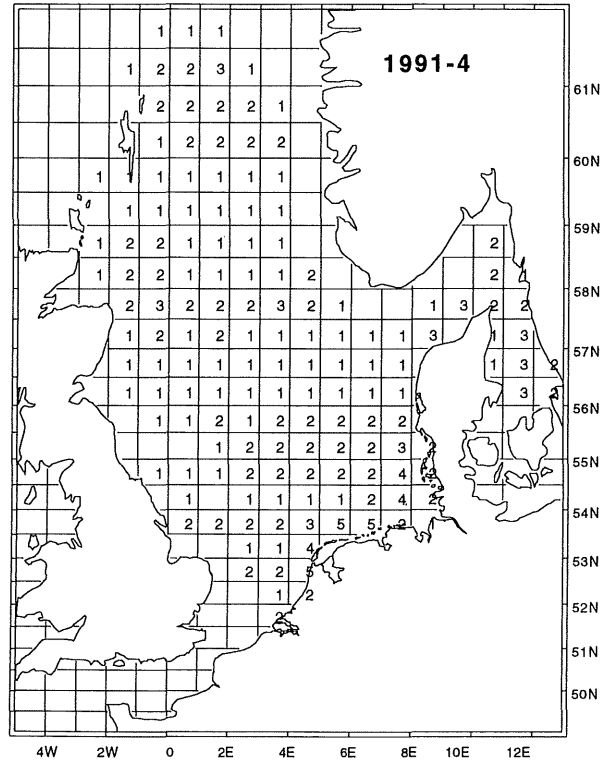 1 1 1
1991-4
1 2 2 3 1
61N
2 2 2 2 1
1 2 2 2 2
60N
1 1 1 1 1 1 1
1 1 1 1 1 1
59N
1 2 2 1 1 1 1 2
1 2 2 1 1 1 1 2 2 2
58N
2 3 2 2 2 3 2 1 1 3 2 2
1 2 1 2 1 1 1 1 1 1 3 1 3
57N
1 1 1 1 1 1 1 1 1 1 1 3 2
1 1 1 1 1 1 1 1 1 1 3 2
56N
1 1 2 1 2 2 2 2 2
1 2 2 2 2 2 3
55N
1 1 1 2 2 2 2 2 4
1 1 1 1 1 2 4 2
54N
2 2 2 2 3 5 5 2
1 1 4
53N
2 2 5
1 2
52N
51N
50N
4W 2W 0 2E 4E 6E 8E 10E 12E